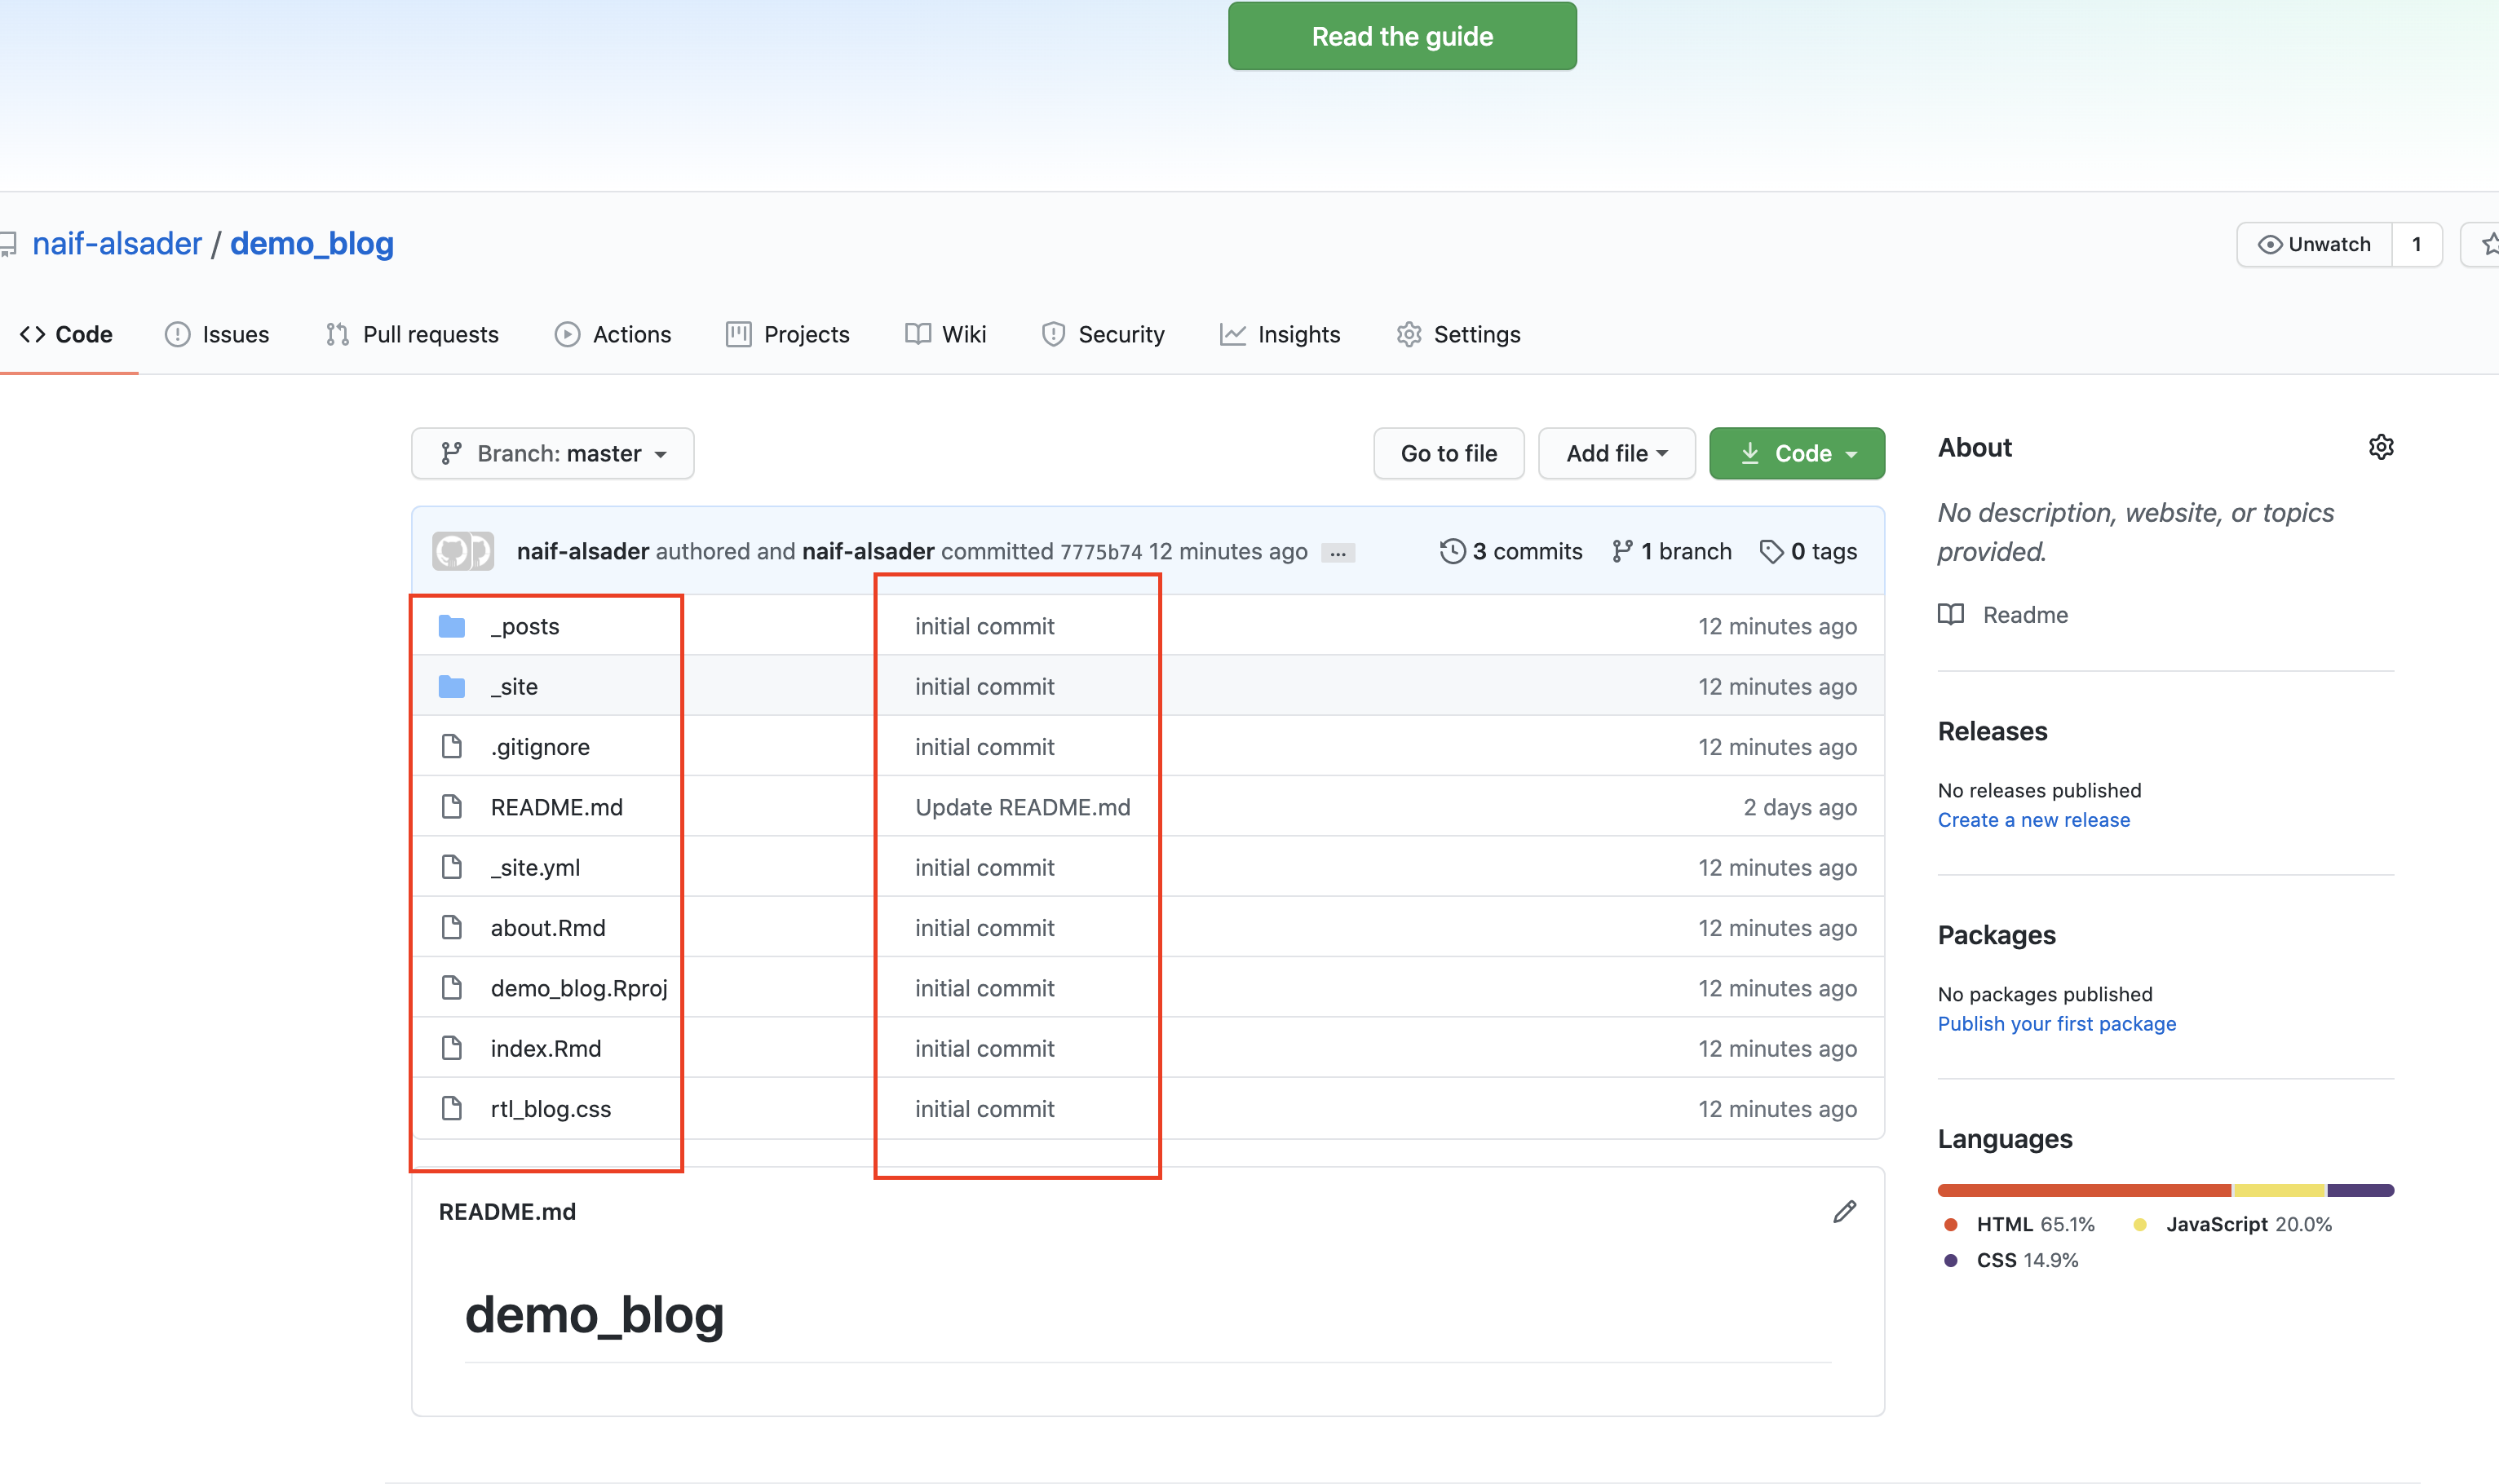 Read the guide
naif-alsader / demo_blog
Unwatch 1
Code Issues Pull requests Actions Projects Wiki Security Insights Settings
Branch: master Go to file Add file Code
naif-alsader authored and naif-alsader committed 7775b74 12 minutes ago ... 3 commits 1 branch 0 tags
_posts initial commit 12 minutes ago
_site initial commit 12 minutes ago
.gitignore initial commit 12 minutes ago
README.md Update README.md 2 days ago
_site.yml initial commit 12 minutes ago
about.Rmd initial commit 12 minutes ago
demo_blog.Rproj initial commit 12 minutes ago
index.Rmd initial commit 12 minutes ago
rtl_blog.css initial commit 12 minutes ago
README.md
demo_blog
About
No description, website, or topics
provided.
Readme
Releases
No releases published
Create a new release
Packages
No packages published
Publish your first package
Languages
HTML 65.1% JavaScript 20.0%
CSS 14.9%